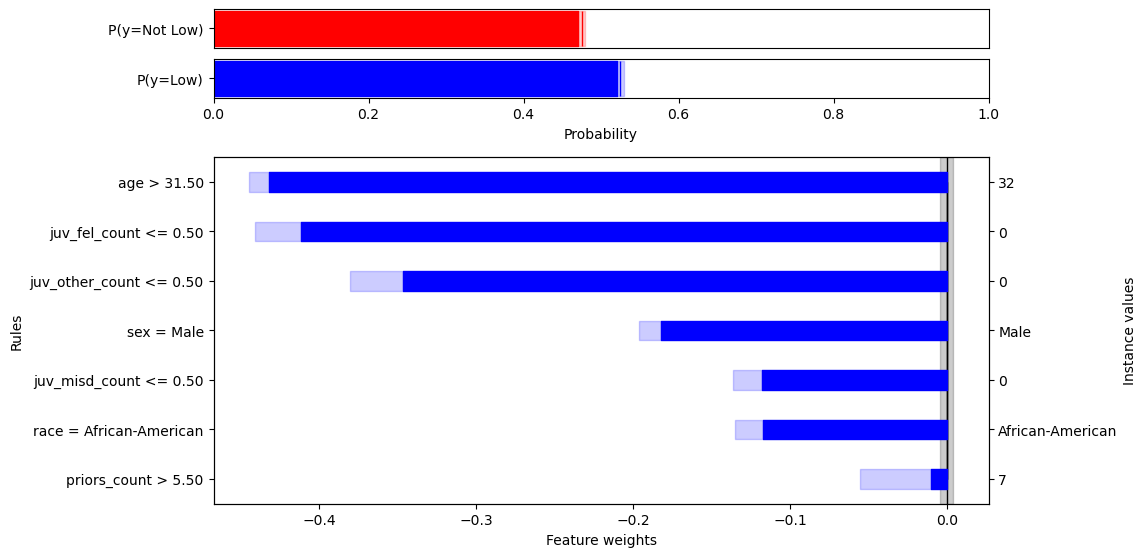 P(y=Not Low)
P(y=Low)
0.0 0.2 0.4 0.6 0.8 1.0
Probability
Rules
age > 31.50 32
juv_fel_count <= 0.50 0
juv_other_count <= 0.50 0
sex = Male Male
juv_misd_count <= 0.50 0
race = African-American African-American
priors_count > 5.50 7
Instance values
−0.4 −0.3 −0.2 −0.1 0.0
Feature weights